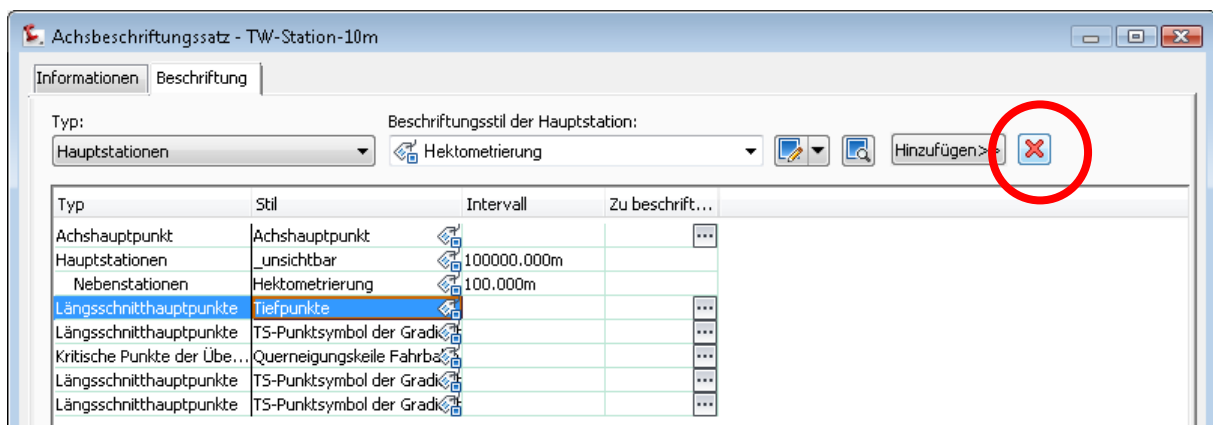 Achsbeschriftungssatz - TW-Station-10m
Informationen Beschriftung
Typ: Beschriftungsstil der Hauptstation:
Hauptstationen Hektometrierung Hinzufügen>>
Typ Stil Intervall Zu beschrift...
Achshauptpunkt Achshauptpunkt ...
Hauptstationen _unsichtbar 100000.000m
Nebenstationen Hektometrierung 100.000m
Längsschnitthauptpunkte Tiefpunkte ...
Längsschnitthauptpunkte TS-Punktsymbol der Gradi ...
Kritische Punkte der Übe... Querneigungskeile Fahrba ...
Längsschnitthauptpunkte TS-Punktsymbol der Gradi ...
Längsschnitthauptpunkte TS-Punktsymbol der Gradi ...